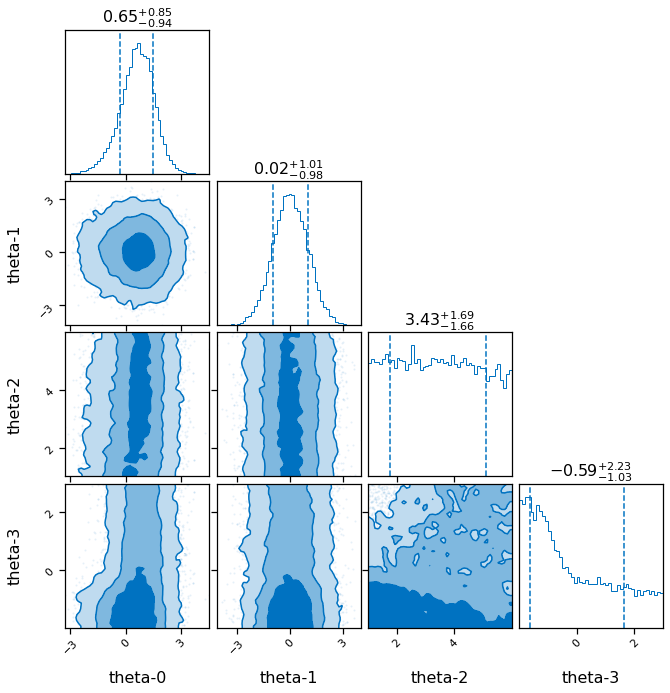 0.65+0.85−0.94
0.02+1.01−0.98
3.43+1.69−1.66
−0.59+2.23−1.03
theta-1
3
0
−3
theta-2
4
2
theta-3
2
0
−3 0 3
−3 0 3
2 4
0 2
theta-0
theta-1
theta-2
theta-3